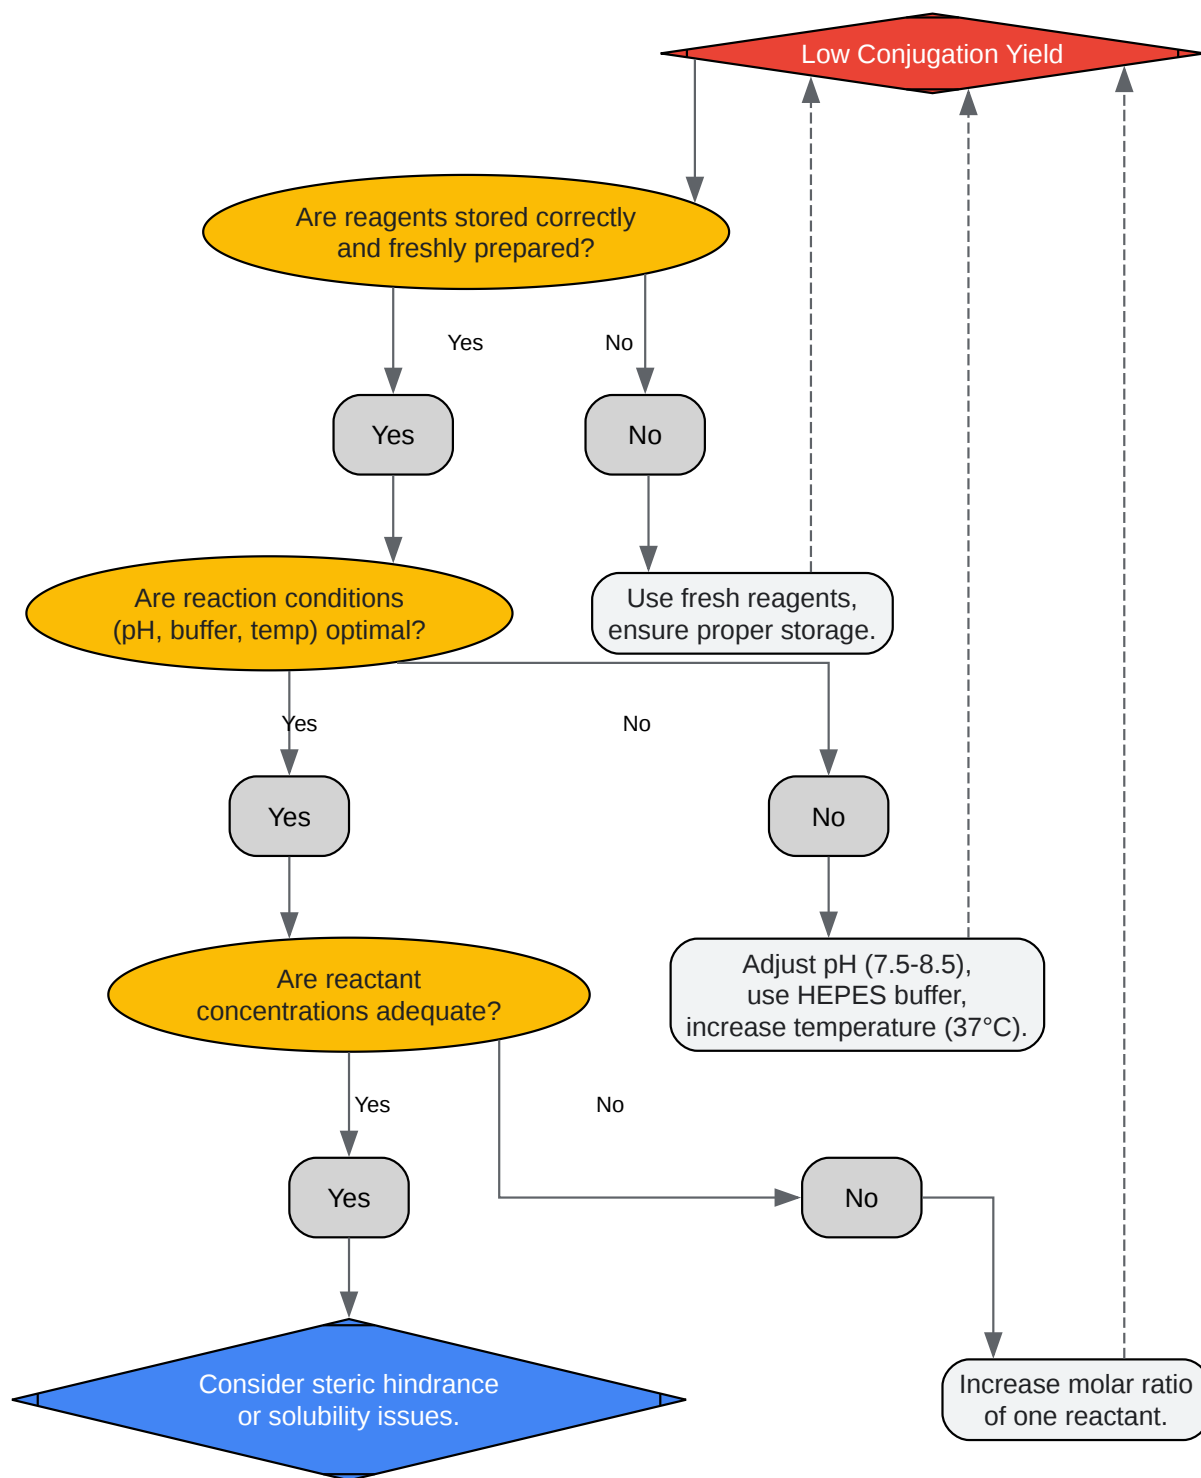 Low Conjugation Yield
Are reagents stored correctly
and freshly prepared?
Yes
No
Yes
No
Are reaction conditions
(pH, buffer, temp) optimal?
Use fresh reagents,
ensure proper storage.
Yes
No
Yes
No
Are reactant
concentrations adequate?
Adjust pH (7.5-8.5),
use HEPES buffer,
increase temperature (37°C).
Yes
No
Yes
No
Consider steric hindrance
or solubility issues.
Increase molar ratio
of one reactant.